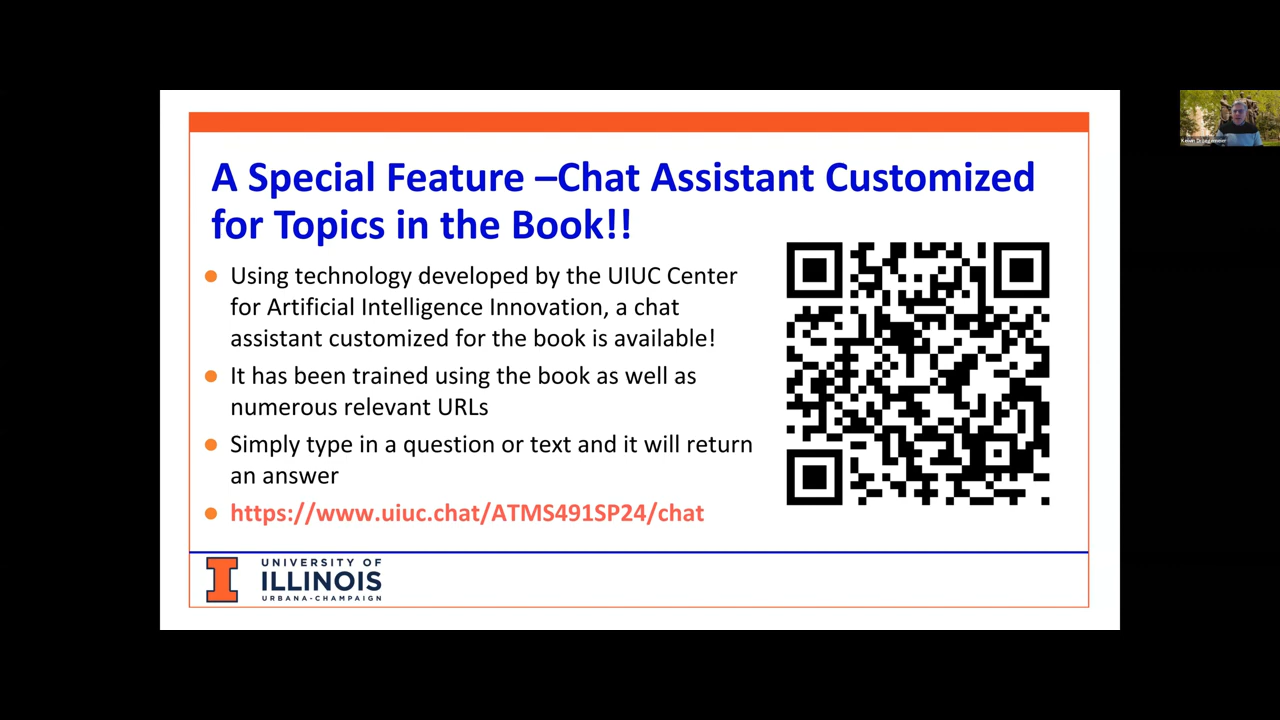 A Special Feature –Chat Assistant Customized
for Topics in the Book!!
Using technology developed by the UIUC Center
for Artificial Intelligence Innovation, a chat
assistant customized for the book is available!
It has been trained using the book as well as
numerous relevant URLs
Simply type in a question or text and it will return
an answer
https://www.uiuc.chat/ATMS491SP24/chat
UNIVERSITY OF
ILLINOIS
URBANA-CHAMPAIGN